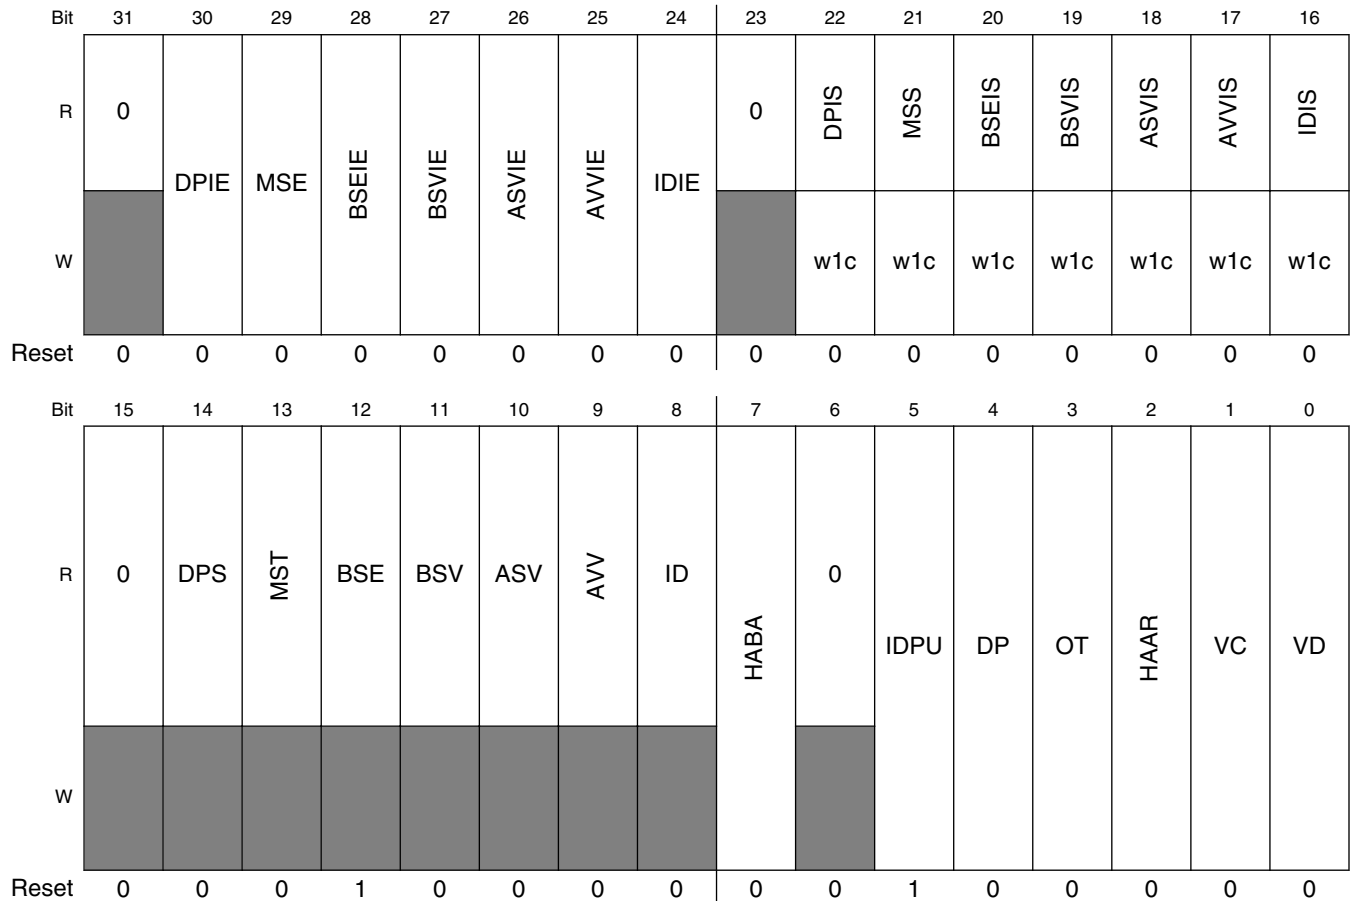 Bit 31 30 29 28 27 26 25 24 23 22 21 20 19 18 17 16
R 0 DPIE MSE BSEIE BSVIE ASVIE AVVIE IDIE 0 DPIS MSS BSEIS BSVIS ASVIS AVVIS IDIS
W w1c w1c w1c w1c w1c w1c w1c
Reset 0 0 0 0 0 0 0 0 0 0 0 0 0 0 0 0
Bit 15 14 13 12 11 10 9 8 7 6 5 4 3 2 1 0
R 0 DPS MST BSE BSV ASV AVV ID HABA 0 IDPU DP OT HAAR VC VD
W
Reset 0 0 0 1 0 0 0 0 0 0 1 0 0 0 0 0